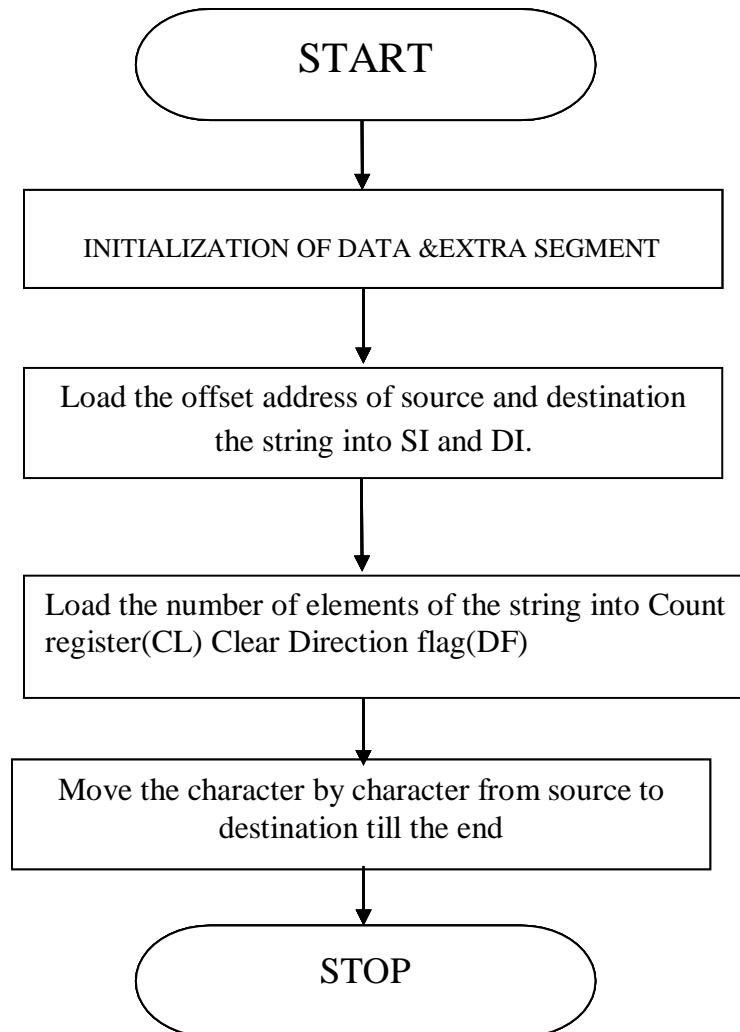 START
INITIALIZATION OF DATA &EXTRA SEGMENT
Load the offset address of source and destination
the string into SI and DI.
Load the number of elements of the string into Count
register(CL) Clear Direction flag(DF)
Move the character by character from source to
destination till the end
STOP